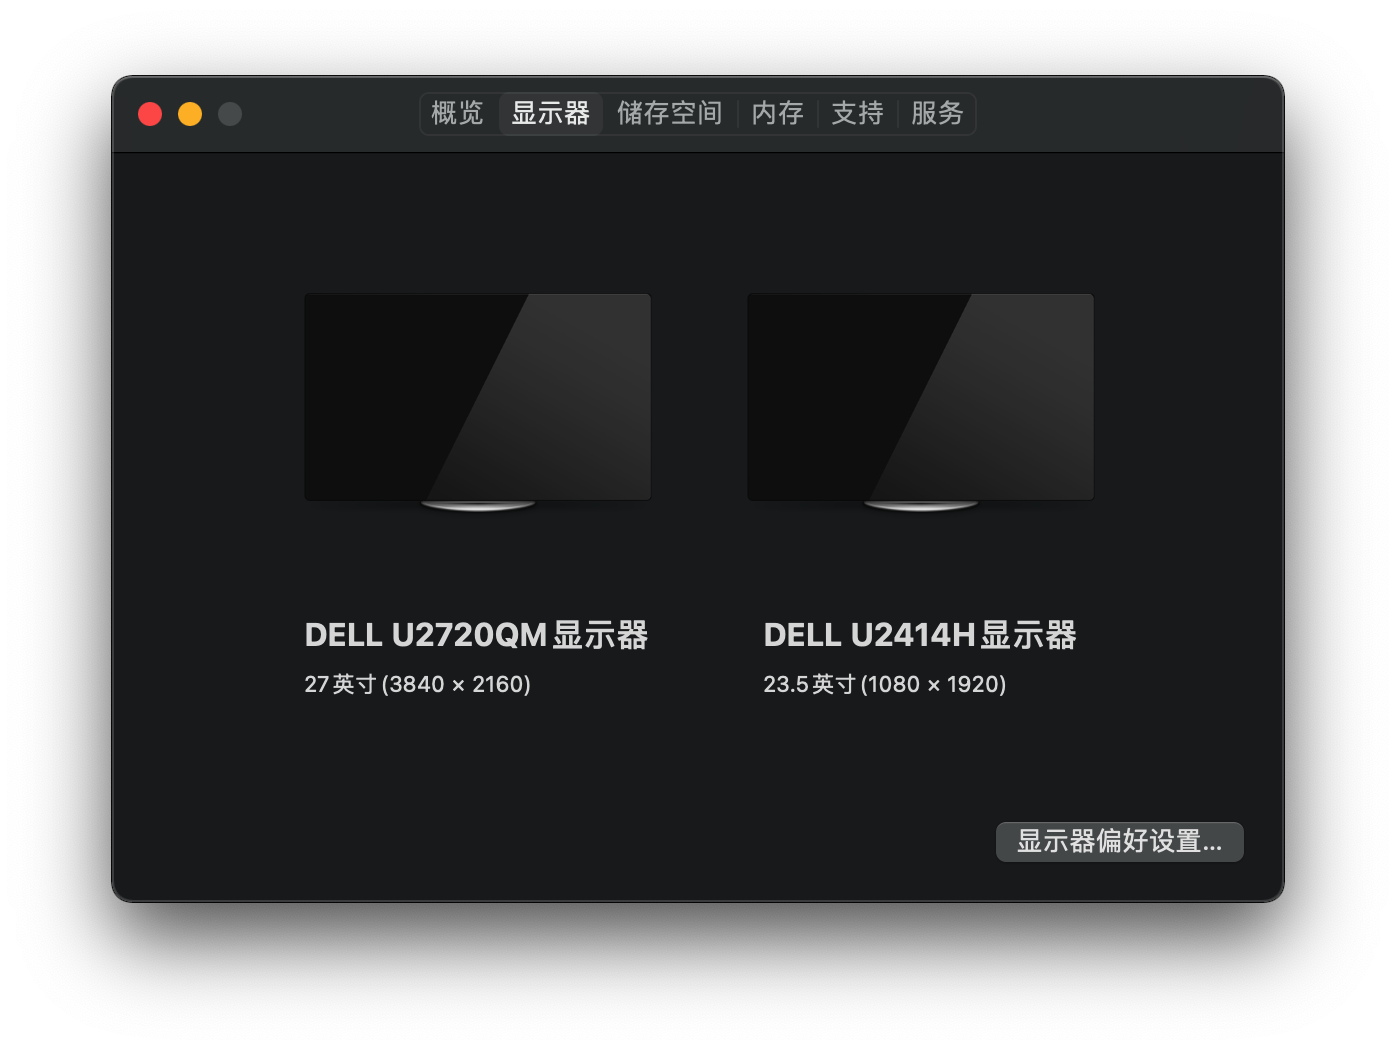 概览 显示器 储存空间 内存 支持 服务
DELL U2720QM显示器
27英寸 (3840 × 2160)
DELL U2414H显示器
23.5英寸 (1080 × 1920)
显示器偏好设置...